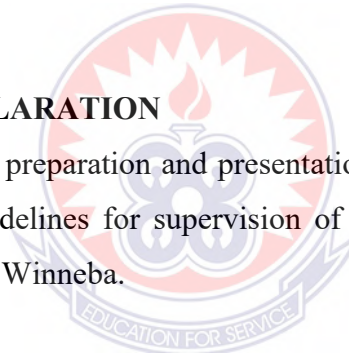 LARATION
preparation and presentation
delines for supervision of
Winneba.
EDUCATION FOR SERVICE